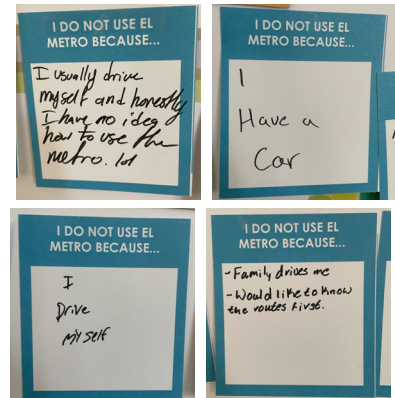 I DO NOT USE EL
METRO BECAUSE...
I usually drive
myself and honestly
I have no idea
how to use the
metro. lol
I DO NOT USE EL
METRO BECAUSE...
I
Have a
Car
I DO NOT USE EL
METRO BECAUSE...
I
Drive
myself
I DO NOT USE EL
METRO BECAUSE...
- Family drives me
- Would like to know
the routes first.